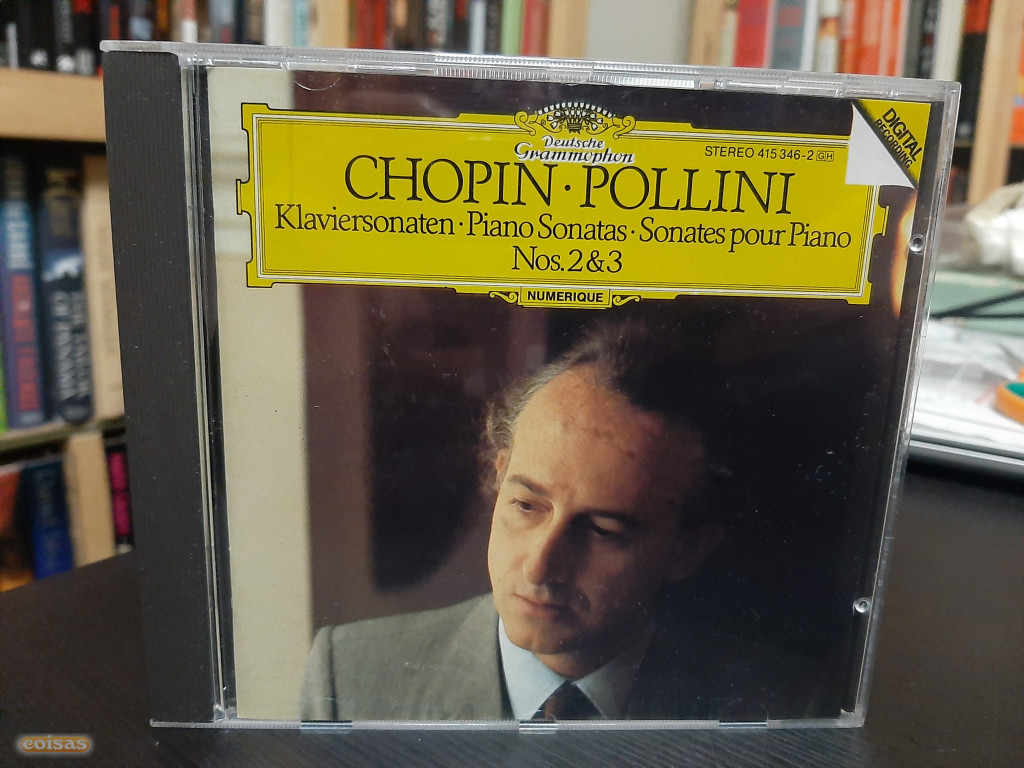 Deutsche
Grammophon
STEREO 415 346-2 GH
DIGITAL
RECORDING
CHOPIN · POLLINI
Klaviersonaten · Piano Sonatas · Sonates pour Piano
Nos. 2 & 3
NUMERIQUE
coisas